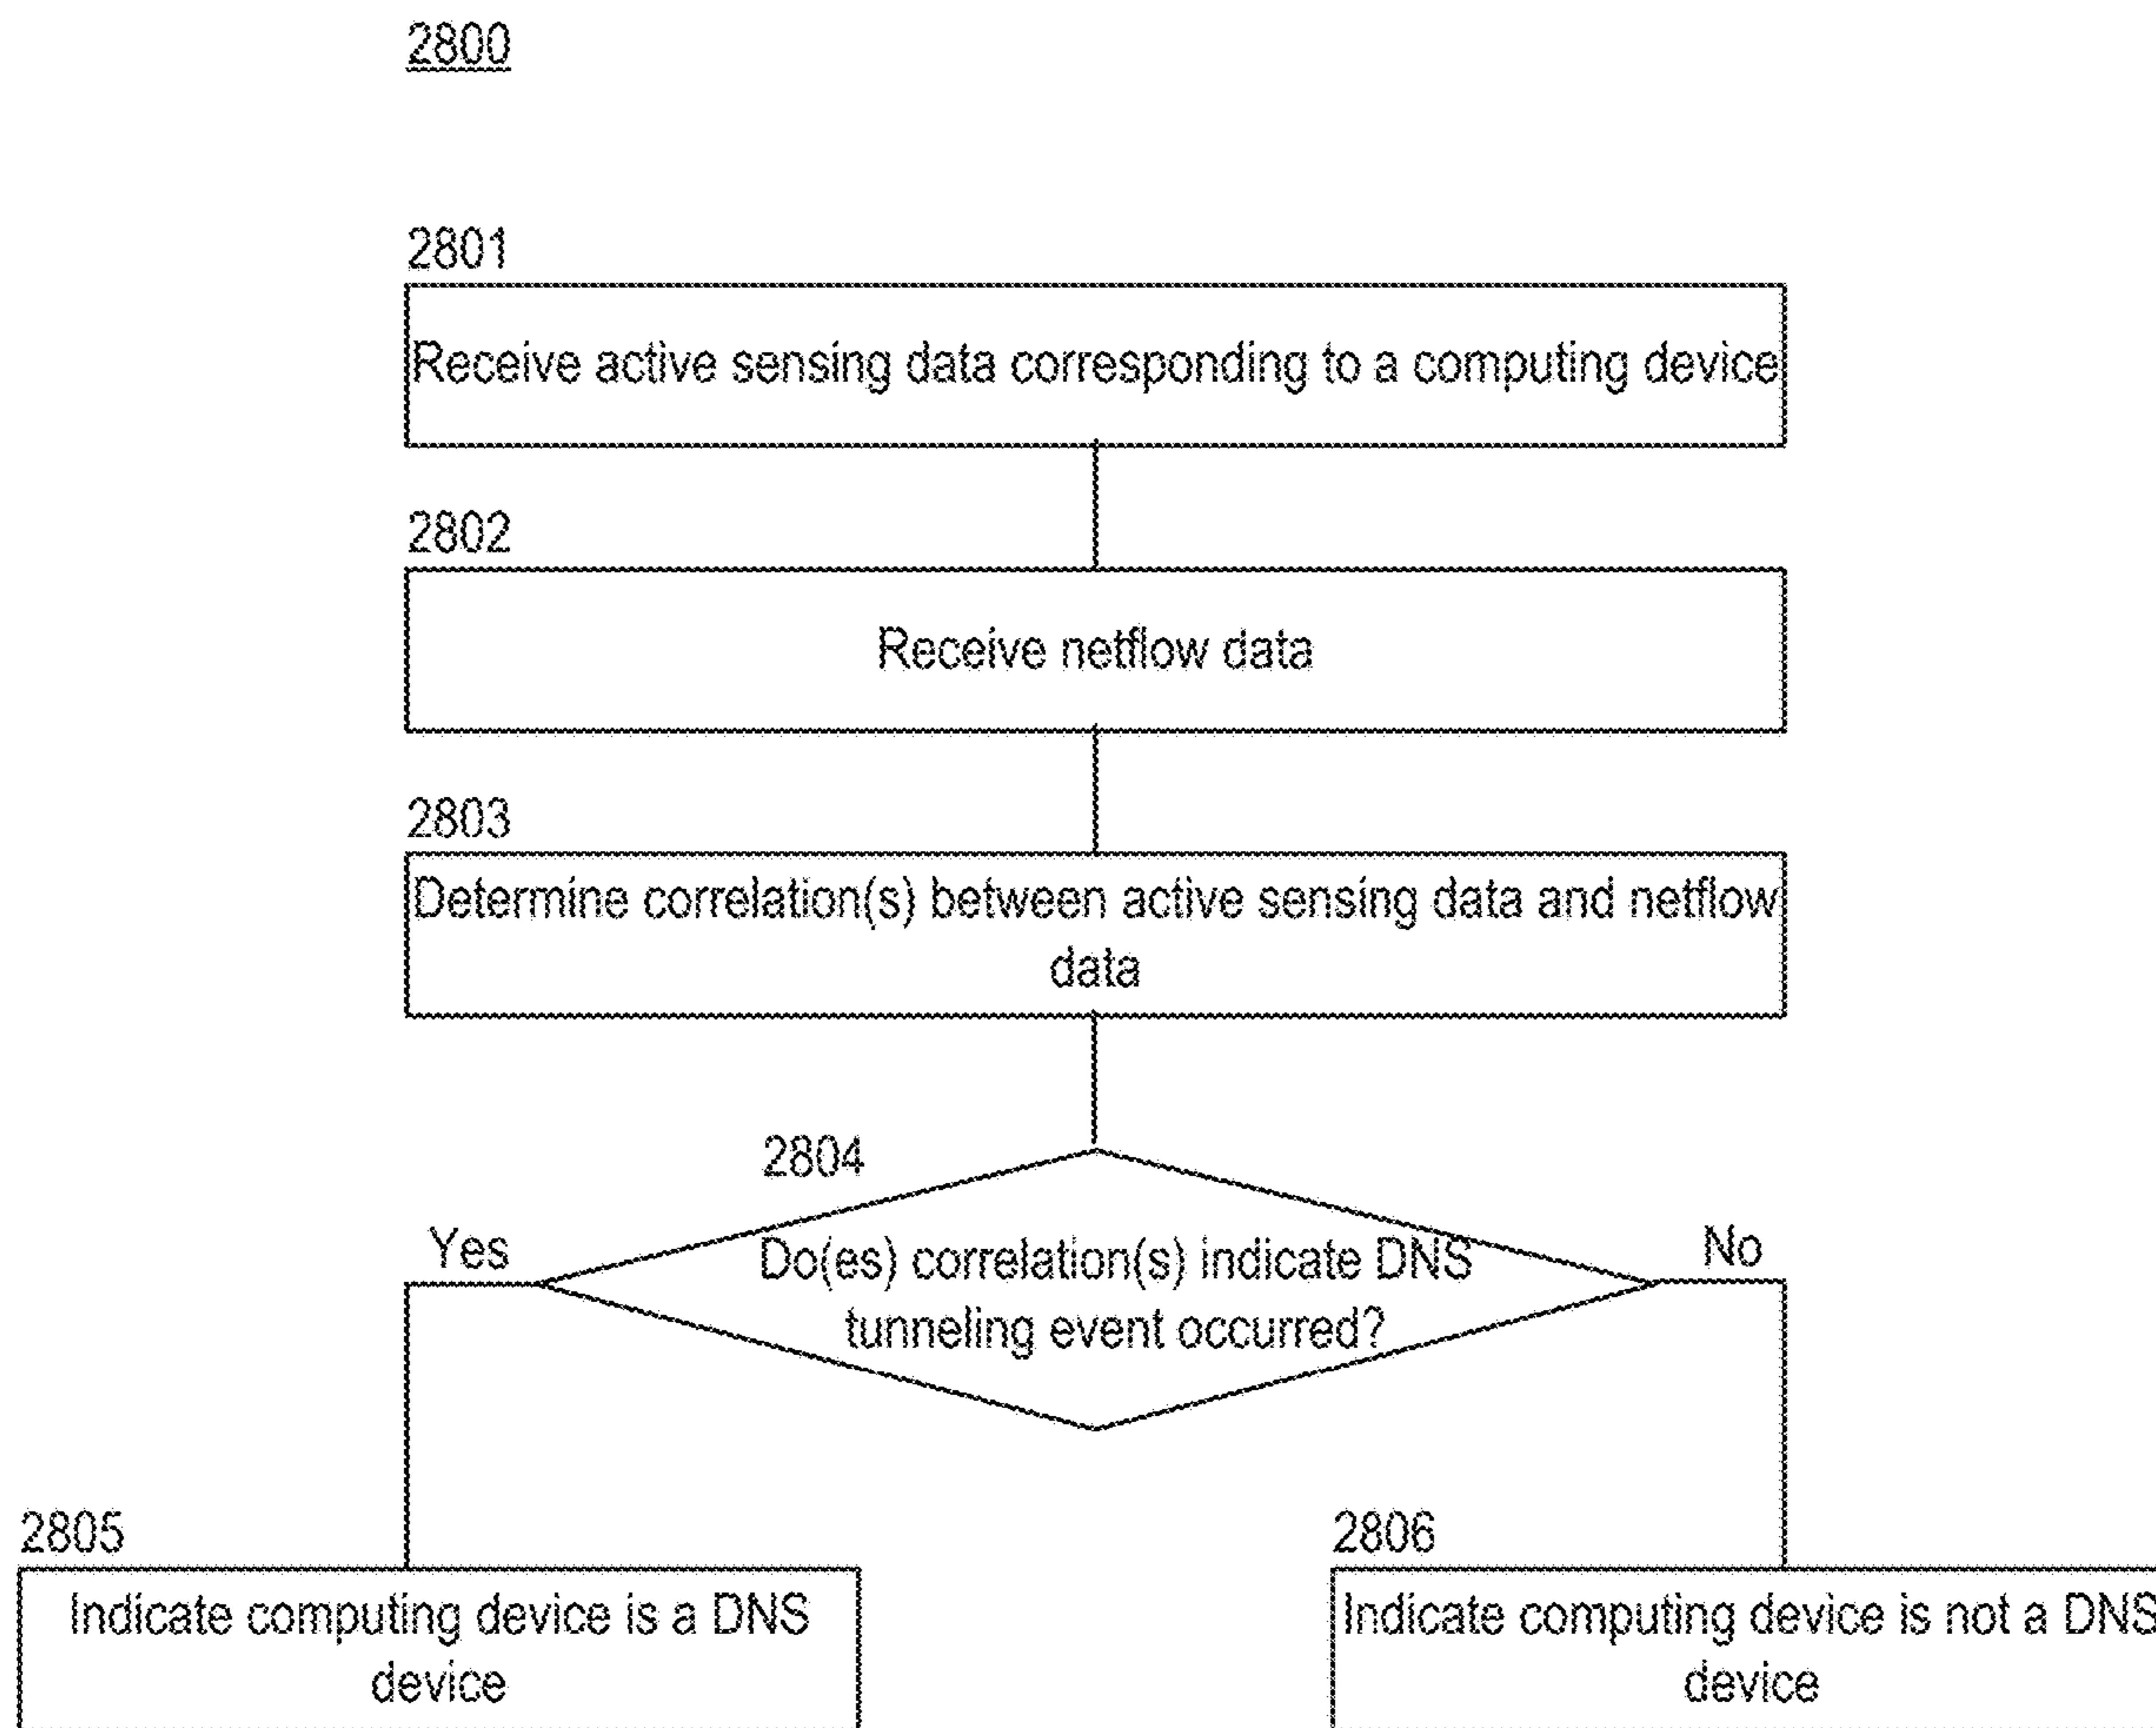 2800
2801
Receive active sensing data corresponding to a computing device
2802
Receive netflow data
2803
Determine correlation(s) between active sensing data and netflow
data
2804
Yes
No
Do(es) correlation(s) indicate DNS
tunneling event occurred?
2805
2806
Indicate computing device is a DNS
device
Indicate computing device is not a DNS
device